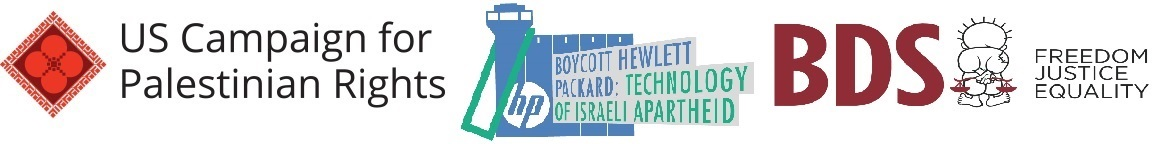 US Campaign for
Palestinian Rights
BOYCOTT HEWLETT
PACKARD: TECHNOLOGY
OF ISRAELI APARTHEID
hp
BDS
FREEDOM
JUSTICE
EQUALITY